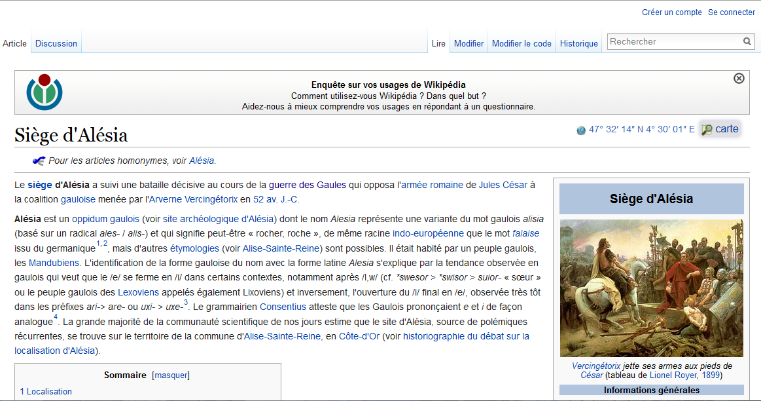 Créer un compte Se connecter
Article Discussion Lire Modifier Modifier le code Historique Rechercher
Enquête sur vos usages de Wikipédia
Comment utilisez-vous Wikipédia ? Dans quel but ?
Aidez-nous à mieux comprendre vos usages en répondant à un questionnaire.
Siège d'Alésia
47° 32′ 14″ N 4° 30′ 01″ E carte
Pour les articles homonymes, voir Alésia.
Le siège d'Alésia a suivi une bataille décisive au cours de la guerre des Gaules qui opposa l'armée romaine de Jules César à
la coalition gauloise menée par l'Arverne Vercingétorix en 52 av. J.-C.
Alésia est un oppidum gaulois (voir site archéologique d'Alésia) dont le nom Alesia représente une variante du mot gaulois alisia
(basé sur un radical ales- / alis-) et qui signifie peut-être « rocher, roche », de même racine indo-européenne que le mot falaise
issu du germanique1,2, mais d'autres étymologies (voir Alise-Sainte-Reine) sont possibles. Il était habité par un peuple gaulois,
les Mandubiens. L'identification de la forme gauloise du nom avec la forme latine Alesia s'explique par la tendance observée en
gaulois qui veut que le /e/ se ferme en /i/ dans certains contextes, notamment après /l,w/ (cf. *swesor > *swisor > suior- « sœur »
ou le peuple gaulois des Lexoviens appelés également Lixoviens) et inversement, l'ouverture du /i/ final en /e/, observée très tôt
dans les préfixes ari-> are- ou uxi- > uxe-3. Le grammairien Consentius atteste que les Gaulois prononçaient e et i de façon
analogue4. La grande majorité de la communauté scientifique de nos jours estime que le site d'Alésia, source de polémiques
récurrentes, se trouve sur le territoire de la commune d'Alise-Sainte-Reine, en Côte-d'Or (voir historiographie du débat sur la
localisation d'Alésia).
Sommaire [masquer]
1 Localisation
Siège d'Alésia
Vercingétorix jette ses armes aux pieds de
César (tableau de Lionel Royer, 1899)
Informations générales